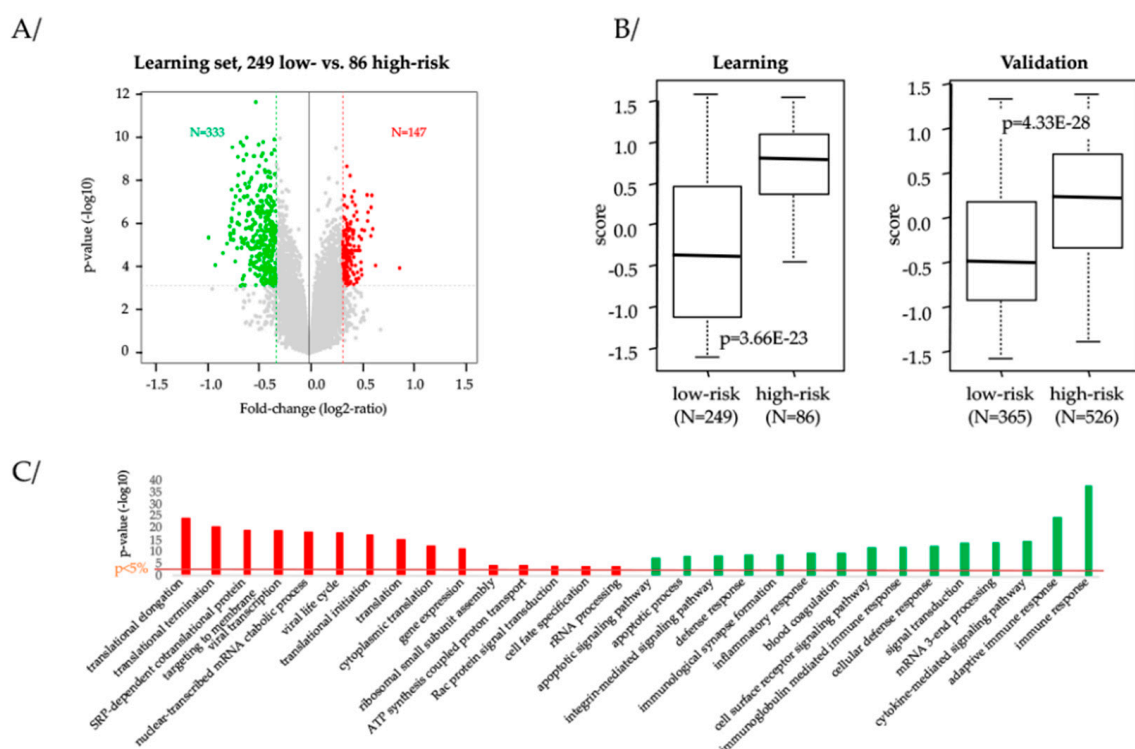 A/
Learning set, 249 low- vs. 86 high-risk
12
10
8
6
4
2
0
p-value (-log10)
N=333
N=147
-1.5
-1.0
-0.5
0.0
0.5
1.0
1.5
Fold-change (log2-ratio)
B/
Learning
1.5
1.0
0.5
0.0
-0.5
-1.0
-1.5
score
p=3.66E-23
low-risk
(N=249)
high-risk
(N=86)
Validation
1.5
1.0
0.5
0.0
-0.5
-1.0
-1.5
score
p=4.33E-28
low-risk
(N=365)
high-risk
(N=526)
C/
p-value (-log10)
40
35
30
25
20
15
10
5
0
p<5%
translational elongation
translational termination
SRP-dependent cotranslational protein
targeting to membrane
viral transcription
nuclear-transcribed mRNA ctabolic process
viral life cycle
translational initiation
translation
cytoplasmic translation
gene expression
ribosomal small subunit assembly
ATP synthesis coupled proton transport
Rac protein signal transduction
cell fate specification
rRNA processing
apoptotic signaling pathway
apoptotic process
integrin-mediated signaling pathway
defense response
immunological synapse formation
inflammatory response
blood coagulation
cell surface receptor signaling pathway
immunoglobulin mediated immune response
cellular defense response
signal transduction
mRNA 3-end processing
cytokine-mediated signaling pathway
adaptive immune response
immune response